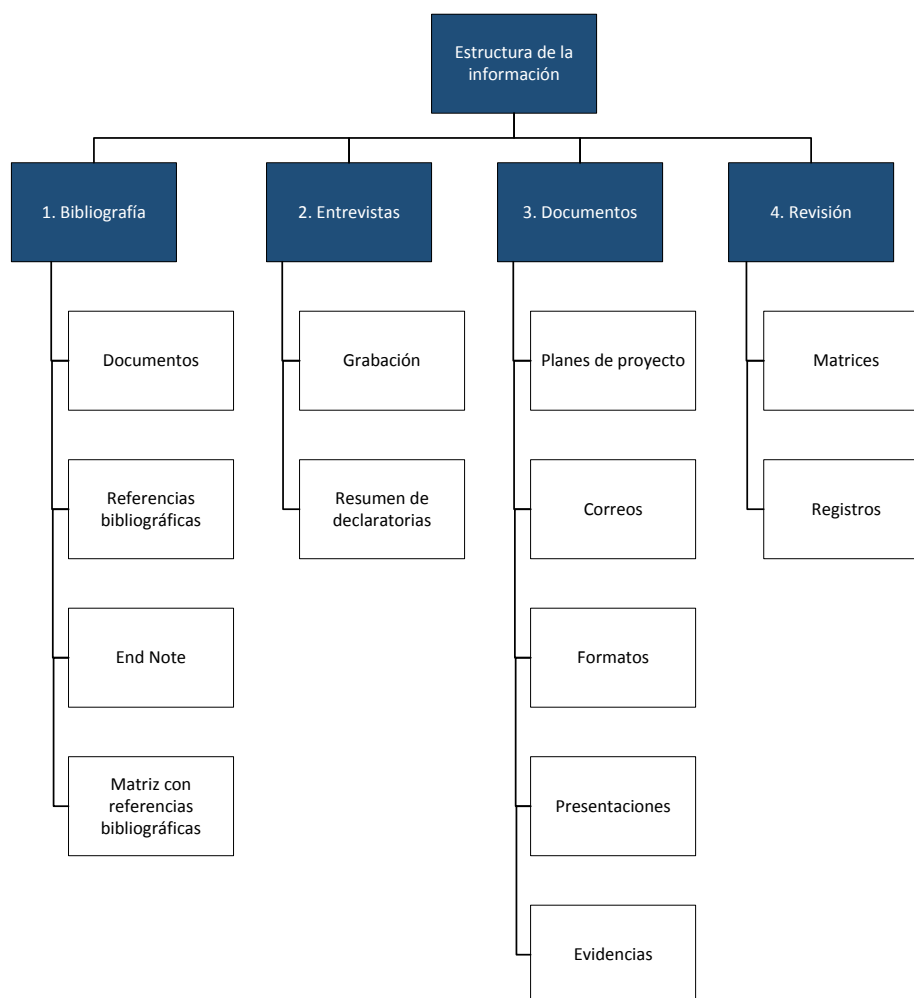 Estructura de la
información
1. Bibliografía
2. Entrevistas
3. Documentos
4. Revisión
Documentos
Referencias
bibliográficas
End Note
Matriz con
referencias
bibliográficas
Grabación
Resumen de
declaratorias
Planes de proyecto
Correos
Formatos
Presentaciones
Evidencias
Matrices
Registros